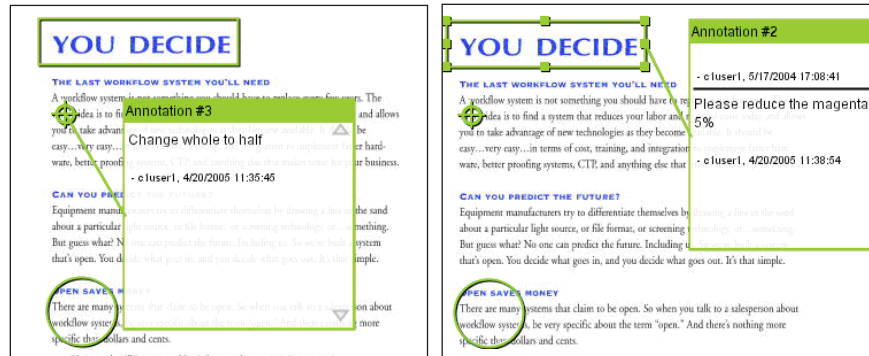 YOU DECIDE
THE LAST WORKFLOW SYSTEM YOU'LL NEED
A workflow system is not something you should have to replace every few years. The
idea is to fi
Annotation #3
and allows
you to take advan
be
Change whole to half
easy…very easy…
hard-
ware, better proofing systems, CTP, and anything else that makes sense for your business.
- cluser1, 4/20/2005 11:35:45
CAN YOU PREDICT THE FUTURE?
Equipment manufacturers try to differentiate themselves by drawing a line in the sand
about a particular light source, or file format, or screening technology, or…something.
But guess what? No one can predict the future. Including us. So we've built a system
that's open. You decide what goes in, and you decide what goes out. It's that simple.
OPEN SAVES M
There are many systems that claim to be open. So when you talk to a salesperson about
workflow systems, be very specific about the term "open." And there's nothing more
specific than dollars and cents.
YOU DECIDE
Annotation #2
- cluser1, 5/17/2004 17:08:41
THE LAST WORKFLOW SYSTEM YOU'LL NEED
A workflow system is not something you should have to rep
Please reduce the magenta
idea is to find a system that reduces your labor and
5%
you to take advantage of new technologies as they become available. It should be
easy…very easy…in terms of cost, training, and integration
ware, better proofing systems, CTP, and anything else that
- cluser1, 4/20/2005 11:38:54
CAN YOU PREDICT THE FUTURE?
Equipment manufacturers try to differentiate themselves by drawing a line in the sand
about a particular light source, or file format, or screening technology, or…something.
But guess what? No one can predict the future. Including us. So we've built a system
that's open. You decide what goes in, and you decide what goes out. It's that simple.
OPEN SAVES MONEY
There are many systems that claim to be open. So when you talk to a salesperson about
workflow systems, be very specific about the term "open." And there's nothing more
specific than dollars and cents.